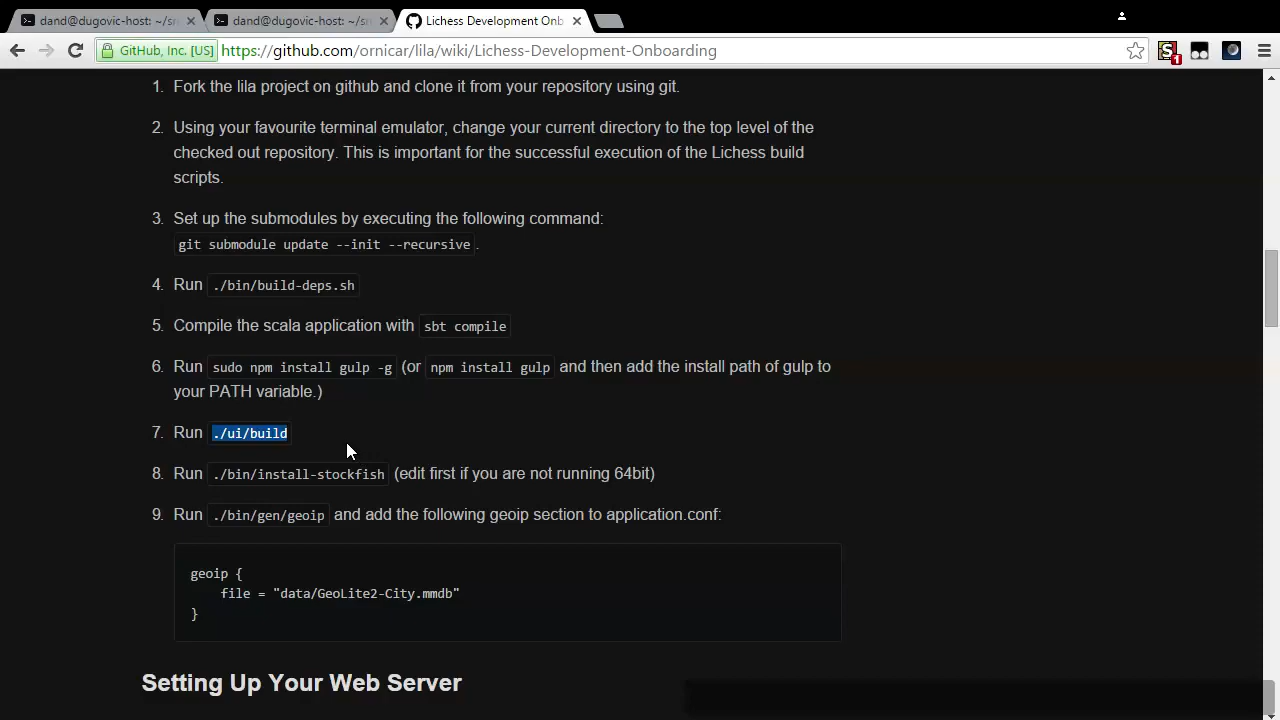 dand@dugovic-host: ~/sr
dand@dugovic-host: ~/sr
Lichess Development Onb
GitHub, Inc. [US]
https://github.com/ornicar/lila/wiki/Lichess-Development-Onboarding
S
1
1. Fork the lila project on github and clone it from your repository using git.
2. Using your favourite terminal emulator, change your current directory to the top level of the
checked out repository. This is important for the successful execution of the Lichess build
scripts.
3. Set up the submodules by executing the following command:
git submodule update --init --recursive.
4. Run ./bin/build-deps.sh
5. Compile the scala application with sbt compile
6. Run sudo npm install gulp -g (or npm install gulp and then add the install path of gulp to
your PATH variable.)
7. Run ./ui/build
8. Run ./bin/install-stockfish (edit first if you are not running 64bit)
9. Run ./bin/gen/geoip and add the following geoip section to application.conf:
geoip {
file = "data/GeoLite2-City.mmdb"
}
Setting Up Your Web Server